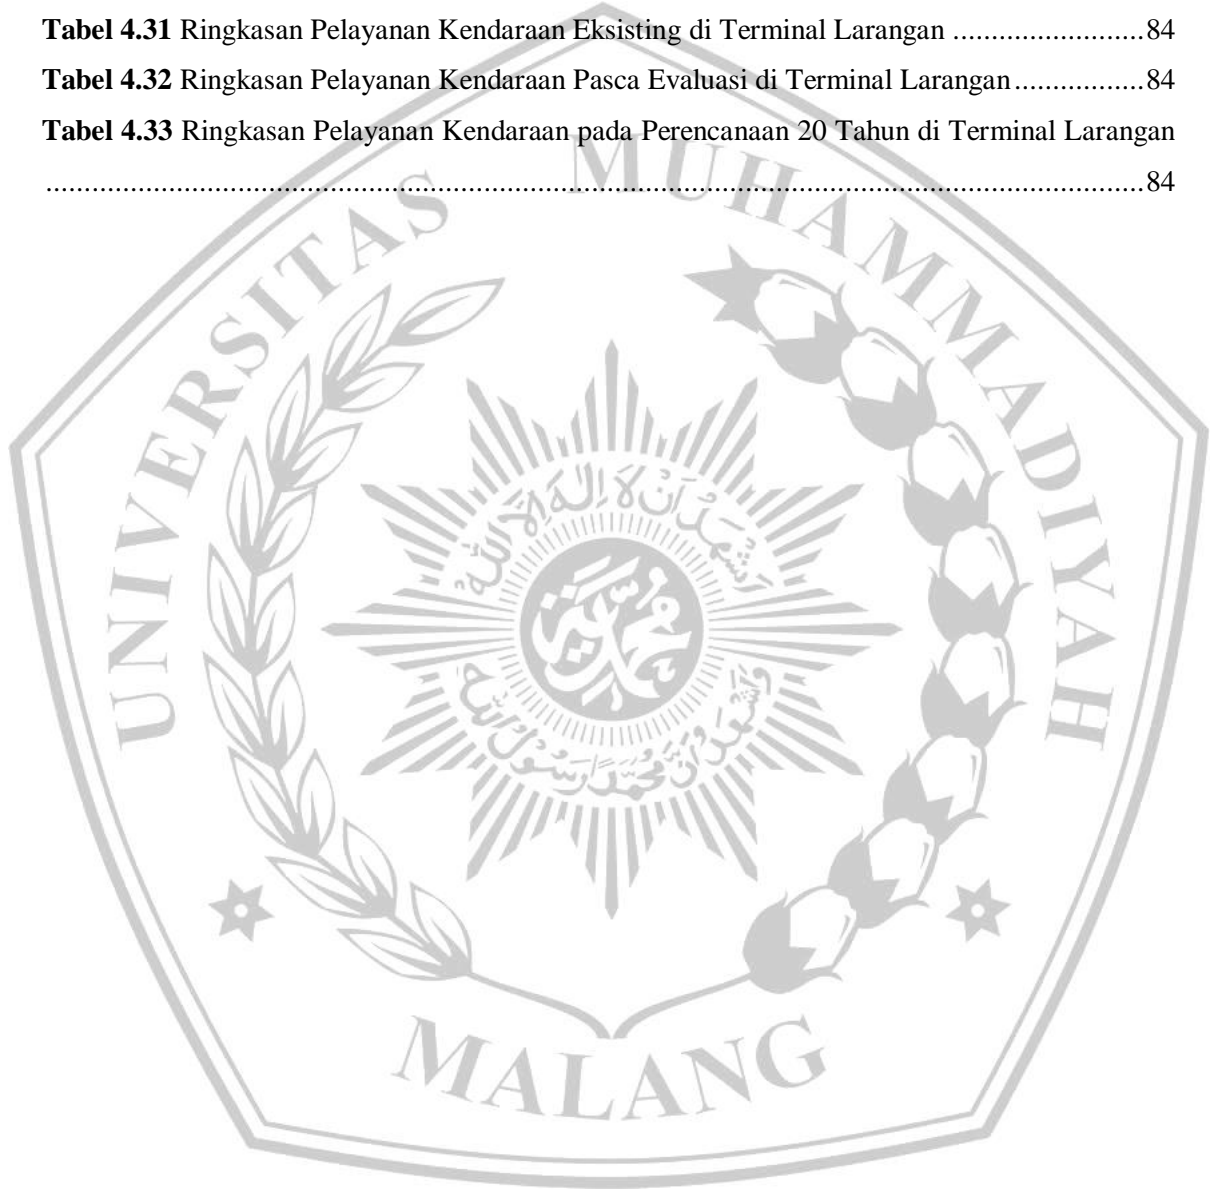 Tabel 4.31 Ringkasan Pelayanan Kendaraan Eksisting di Terminal Larangan .........................84
Tabel 4.32 Ringkasan Pelayanan Kendaraan Pasca Evaluasi di Terminal Larangan.................84
Tabel 4.33 Ringkasan Pelayanan Kendaraan pada Perencanaan 20 Tahun di Terminal Larangan
................................................................................................................................................84
UNIVERSITAS MUHAMMADIYAH
MALANG